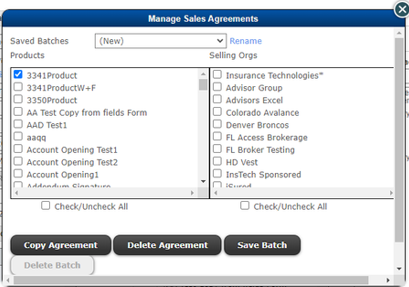 Manage Sales Agreements
Saved Batches (New) Rename
Products Selling Orgs
3341Product
3341ProductW+F
3350Product
AA Test Copy from fields Form
AAD Test1
aaqq
Account Opening Test1
Account Opening Test2
Account Opening1
Addendum Signature
Insurance Technologies"
Advisor Group
Advisors Excel
Colorado Avalance
Denver Broncos
FL Access Brokerage
FL Broker Testing
HD Vest
InsTech Sponsored
iSured
Check/Uncheck All Check/Uncheck All
Copy Agreement Delete Agreement Save Batch
Delete Batch